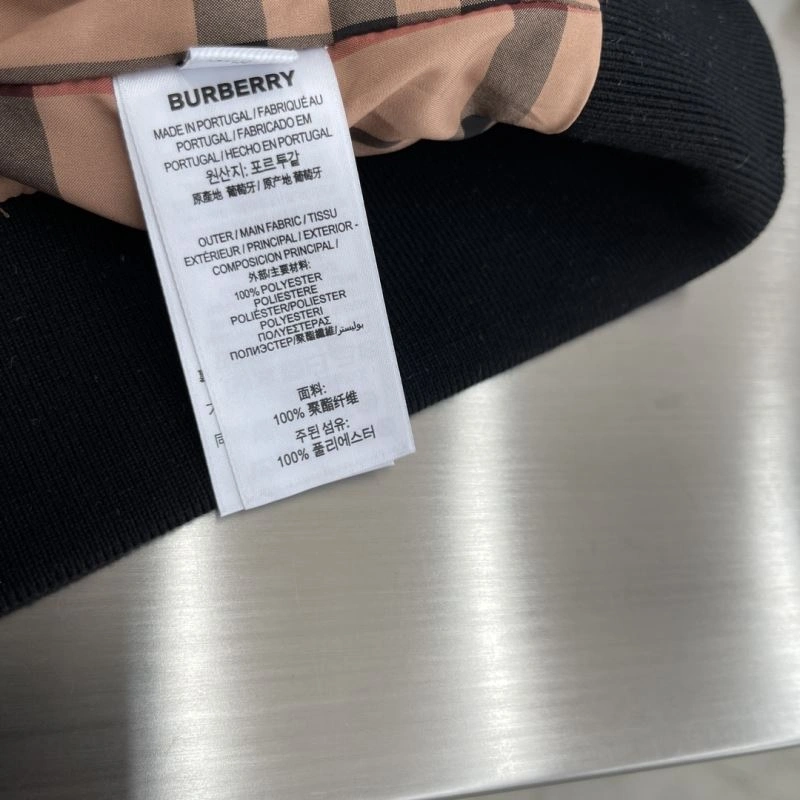 BURBERRY
MADE IN PORTUGAL / FABRIQUÉ AU
PORTUGAL / FABRICADO EM
PORTUGAL / HECHO EN PORTUGAL
원산지: 포르투갈
原產地 葡萄牙 / 原产地 葡萄牙
OUTER / MAIN FABRIC / TISSU
EXTÉRIEUR / PRINCIPAL / EXTERIOR -
COMPOSICION PRINCIPAL /
外部/主要材料:
100% POLYESTER
POLIESTERE
POLIÉSTER/POLIESTER
POLYESTERI
ΠΟΛΥΕΣΤΕΡΑΣ
ПОЛИЭСТЕР/聚酯纖維/بوليستر
面料:
100% 聚酯纤维
주된 섬유:
100% 폴리에스터
同